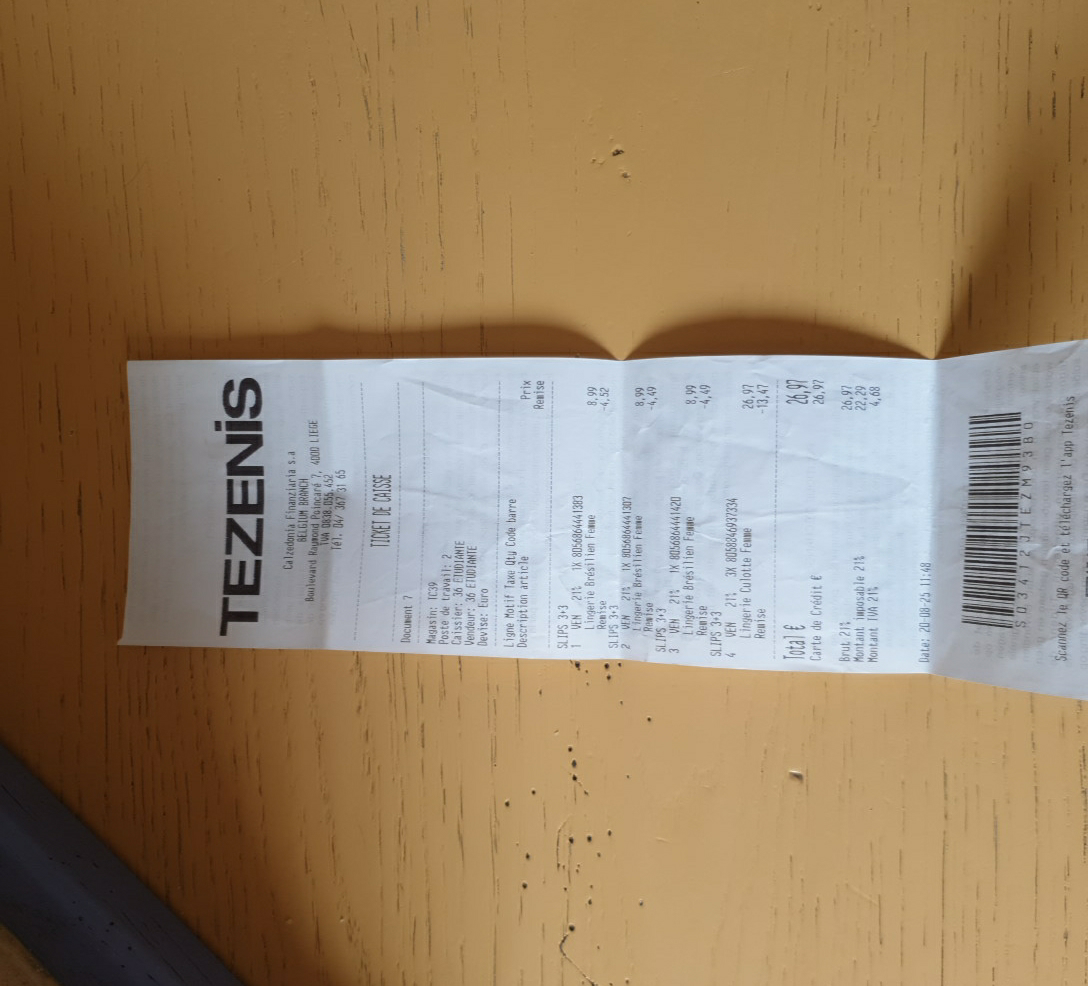 TEZENIS
Calzedonia Finanziaria s.a
BELGIUM BRANCH
Boulevard Raymond Poincaré 7, 4000 LIEGE
TVA 0838.035.452
Tél. 04/ 367 31 65
TICKET DE CAISSE
Document 7
Magasin: IC39
Poste de travail: 2
Caissier: 36 ETUDIANTE
Vendeur: 36 ETUDIANTE
Devise: Euro
Ligne Motif Taxe Qty Code barre Prix
Description article Remise
SLIPS 3+3
1 VEN 21% 1X 8056864441383 8,99
Lingerie Brésilien Femme -4,52
Remise
SLIPS 3+3
2 VEN 21% 1X 8056864441307 8,99
Lingerie Brésilien Femme -4,49
Remise
SLIPS 3+3
3 VEN 21% 1X 8056864441420 8,99
Lingerie Brésilien Femme -4,49
Remise
SLIPS 3+3
4 VEN 21% 3X 8058846937334 26,97
Lingerie Culotte Femme -13,47
Remise
Total € 26,97
Carte de Crédit € 26,97
Brut 21% 26,97
Montant imposable 21% 22,29
Montant IVA 21% 4,68
Date: 20-08-25 11:48
S03412JTEZM93B0
Scannez le QR code et téléchargez l'app Tezenis